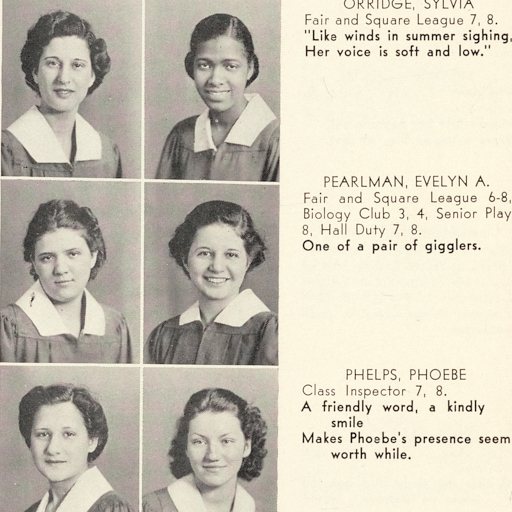 ORRIDGE, SYLVIA
Fair and Square League 7, 8.
"Like winds in summer sighing,
Her voice is soft and low."
PEARLMAN, EVELYN A.
Fair and Square League 6-8,
Biology Club 3, 4, Senior Play
8, Hall Duty 7, 8.
One of a pair of gigglers.
PHELPS, PHOEBE
Class Inspector 7, 8.
A friendly word, a kindly
smile
Makes Phoebe's presence seem
worth while.